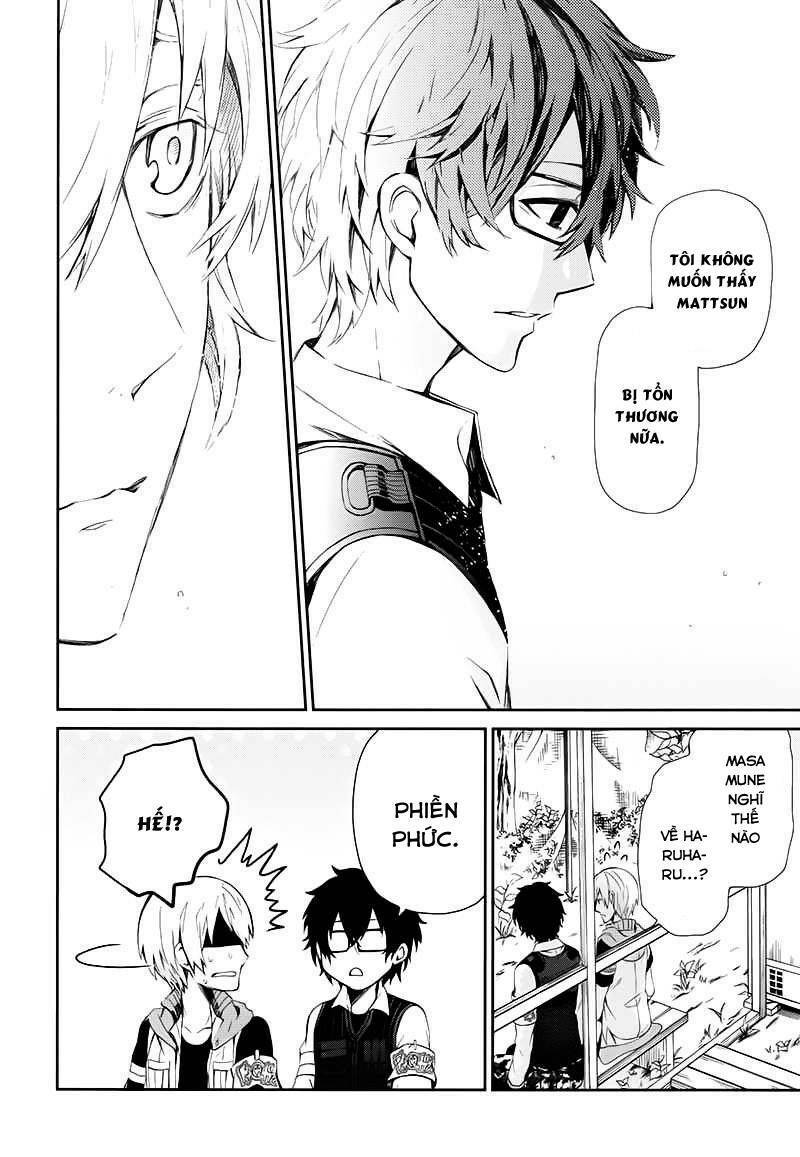 TÔI KHÔNG
MUỐN THẤY
MATTSUN
BỊ TỔN
THƯƠNG
NỮA.
MASA
MUNE
NGHĨ
THẾ
NÀO
VỀ HA-
RUHA-
RU...?
PHIỀN
PHỨC.
HẾ!?